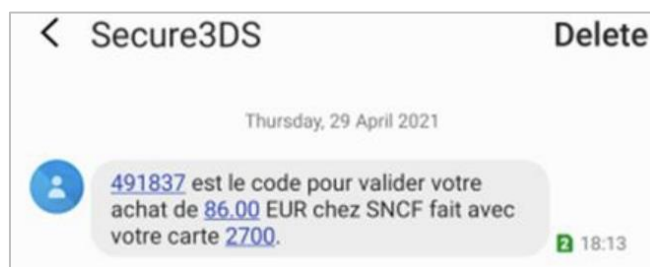 Secure3DS Delete
Thursday, 29 April 2021
491837 est le code pour valider votre
achat de 86.00 EUR chez SNCF fait avec
votre carte 2700.
2 18:13